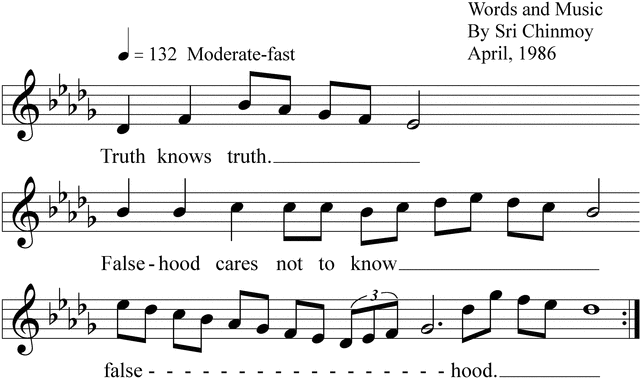 Words and Music
By Sri Chinmoy
= 132 Moderate-fast April, 1986
Truth knows truth.
False - hood cares not to know
3
false - - - - - - - - - - - - - - - - - hood.